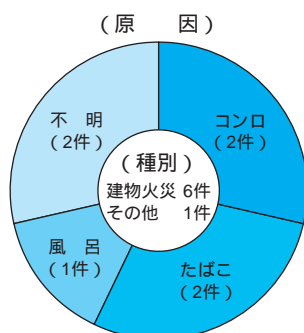 （原　　因）
不　明
（2件）
コンロ
（2件）
（種別）
建物火災 6件
その他　 1件
風　呂
（1件）
たばこ
（2件）